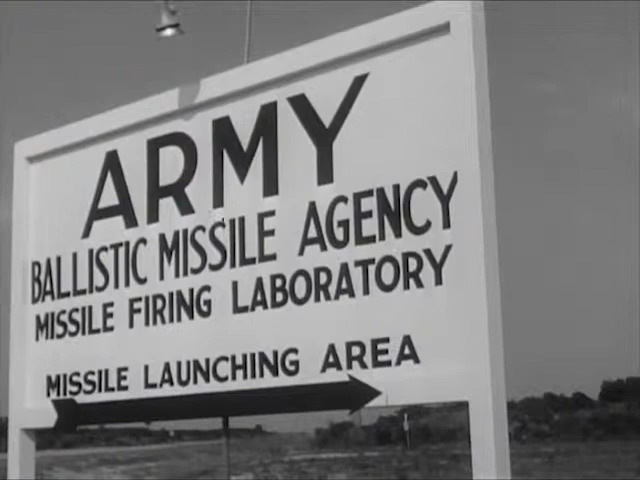 ARMY
BALLISTIC MISSILE AGENCY
MISSILE FIRING LABORATORY
MISSILE LAUNCHING AREA